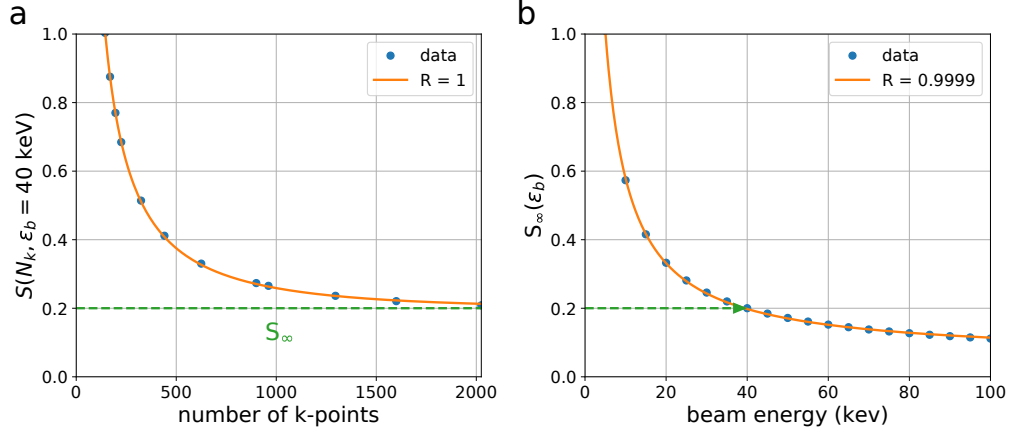 a
1.0
0.8
0.6
0.4
0.2
0.0
S(N_k, ε_b = 40 keV)
data
R = 1
S_∞
0 500 1000 1500 2000
number of k-points
b
1.0
0.8
0.6
0.4
0.2
0.0
S_∞(ε_b)
data
R = 0.9999
0 20 40 60 80 100
beam energy (kev)